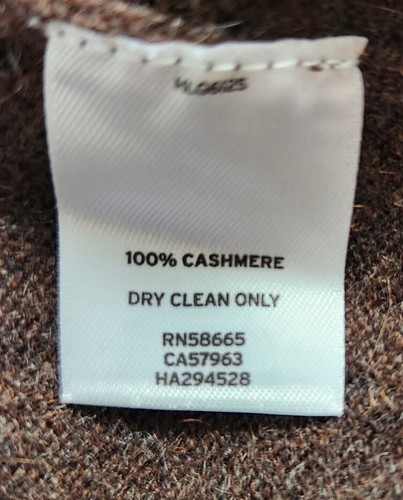 100% CASHMERE
DRY CLEAN ONLY
RN58665
CA57963
HA294528